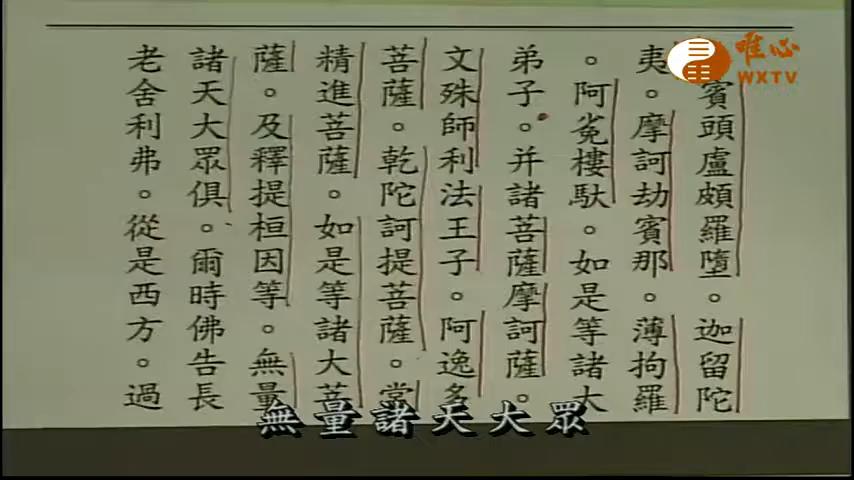 唯心
WXTV
賓頭盧頗羅墮。迦留陀
夷。摩訶劫賓那。薄拘羅
。阿㝹樓馱。如是等諸大
弟子。并諸菩薩摩訶薩。
文殊師利法王子。阿逸多
菩薩。乾陀訶提菩薩。常
精進菩薩。如是等諸大菩
薩。及釋提桓因等。無量
諸天大眾俱。爾時佛告長
老舍利弗。從是西方。過
無量諸天大眾